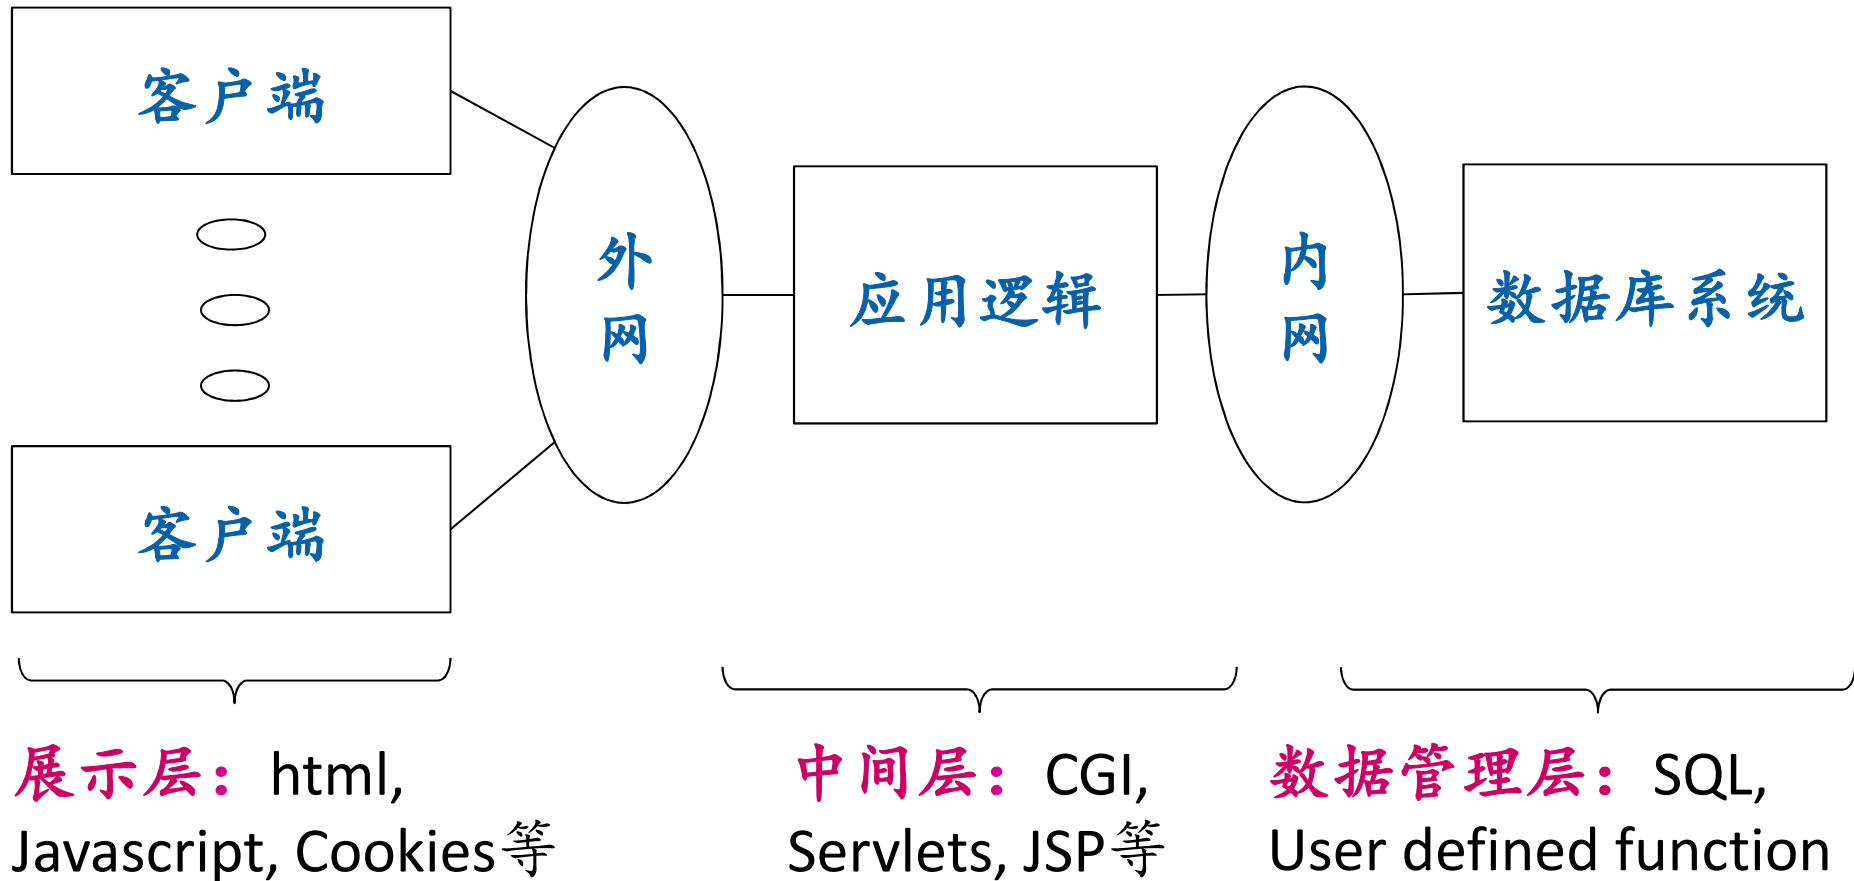 客户端
外
网
应用逻辑
内
网
数据库系统
客户端
展示层：html,
Javascript, Cookies等
中间层：CGI,
Servlets, JSP等
数据管理层：SQL,
User defined function